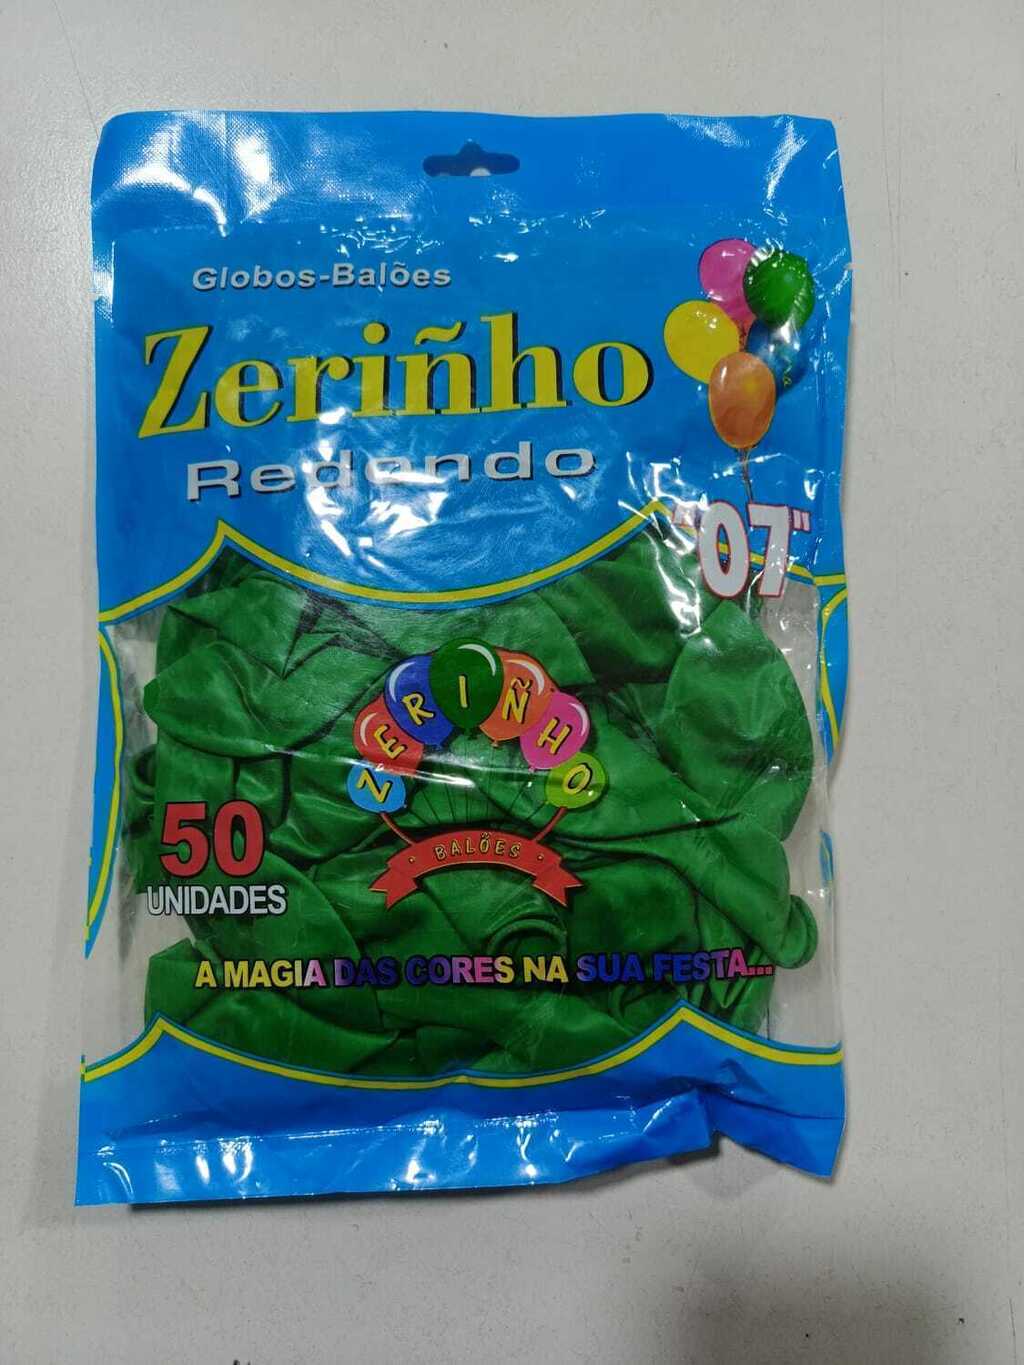 Globos-Balões
Zeriñho
Redondo
"07"
ZERIÑHO
BALÕES
50
UNIDADES
A MAGIA DAS CORES NA SUA FESTA...